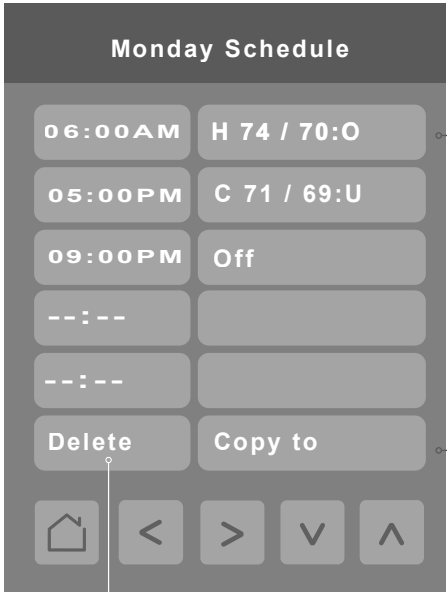 Monday Schedule
06:00AM H 74 / 70:O
05:00PM C 71 / 69:U
09:00PM Off
--:--
--:--
Delete Copy to
< > V Λ